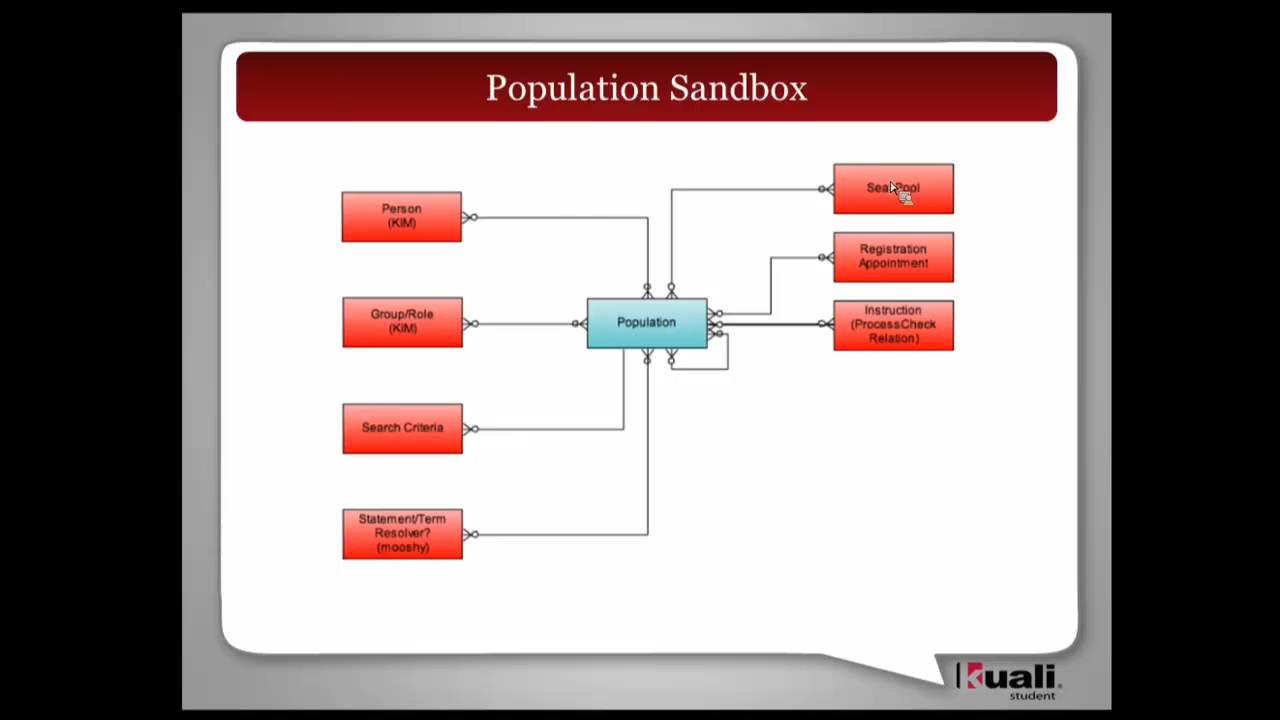 Population Sandbox
Person
(KIM)
Group/Role
(KIM)
Search Criteria
Statement/Term
Resolver?
(mooshy)
Population
Pool
Registration
Appointment
Instruction
(ProcessCheck
Relation)
kuali
student